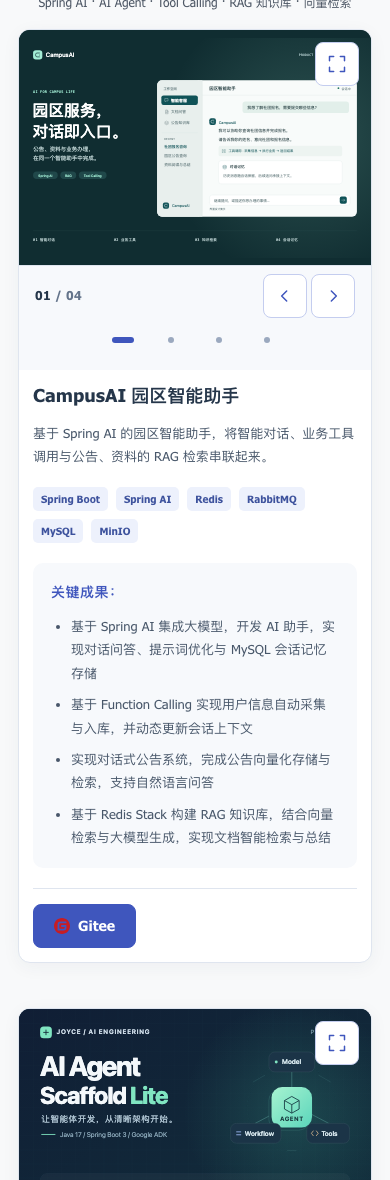 Spring AI · AI Agent · Tool Calling · RAG 知识库 · 向量检索
CampusAI
PRODUCT
AI FOR CAMPUS LIFE
园区服务，
对话即入口。
公告、资料与业务办理，
在同一个智能助手中完成。
Spring AI
RAG
Tool Calling
园区智能助手
智能客服
CampusAI
对话记忆
CampusAI
01 智能对话
02 业务工具
03 知识检索
04 会话记忆
01 / 04
CampusAI 园区智能助手
基于 Spring AI 的园区智能助手，将智能对话、业务工具
调用与公告、资料的 RAG 检索串联起来。
Spring Boot
Spring AI
Redis
RabbitMQ
MySQL
MinIO
关键成果：
• 基于 Spring AI 集成大模型，开发 AI 助手，实
现对话问答、提示词优化与 MySQL 会话记忆
存储
• 基于 Function Calling 实现用户信息自动采集
与入库，并动态更新会话上下文
• 实现对话式公告系统，完成公告向量化存储与
检索，支持自然语言问答
• 基于 Redis Stack 构建 RAG 知识库，结合向量
检索与大模型生成，实现文档智能检索与总结
Gitee
JOYCE / AI ENGINEERING
AI Agent
Scaffold Lite
让智能体开发，从清晰架构开始。
Java 17 / Spring Boot 3 / Google ADK
Model
AGENT
Workflow
Tools